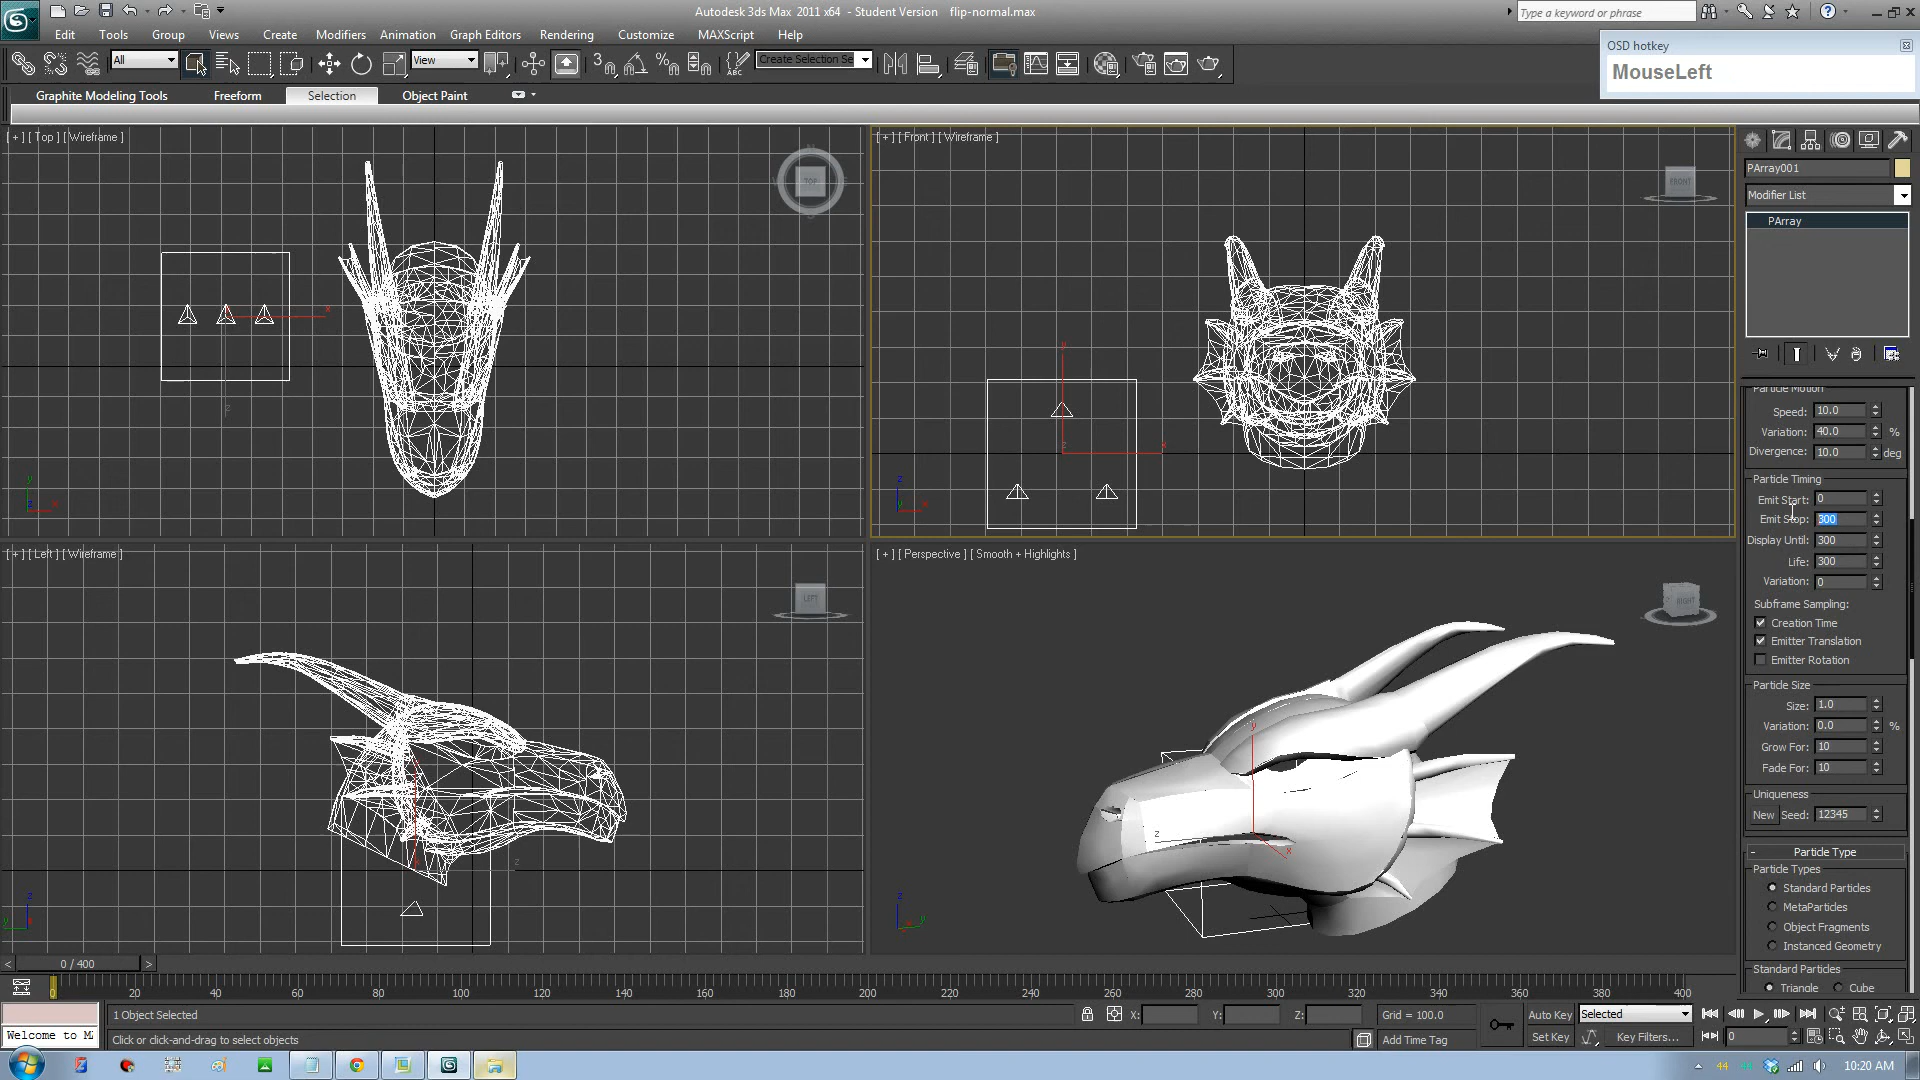 Autodesk 3ds Max 2011 x64 - Student Version flip-normal.max
Type a keyword or phrase
Edit Tools Group Views Create Modifiers Animation Graph Editors Rendering Customize MAXScript Help
OSD hotkey
MouseLeft
All
View
Create Selection Se
Graphite Modeling Tools Freeform Selection Object Paint
[ + ] [ Top ] [ Wireframe ]
[ + ] [ Front ] [ Wireframe ]
TOP
FRONT
PArray001
Modifier List
PArray
Particle Motion
Speed: 10.0
Variation: 40.0 %
Divergence: 10.0 deg
Particle Timing
Emit Start: 0
Emit Stop: 300
Display Until: 300
Life: 300
Variation: 0
Subframe Sampling:
Creation Time
Emitter Translation
Emitter Rotation
Particle Size
Size: 1.0
Variation: 0.0 %
Grow For: 10
Fade For: 10
Uniqueness
New Seed: 12345
- Particle Type
Particle Types
Standard Particles
MetaParticles
Object Fragments
Instanced Geometry
Standard Particles
Triangle Cube
[ + ] [ Left ] [ Wireframe ]
[ + ] [ Perspective ] [ Smooth + Highlights ]
LEFT
RIGHT
< 0 / 400 >
0 20 40 60 80 100 120 140 160 180 200 220 240 260 280 300 320 340 360 380 400
1 Object Selected
X: Y: Z: Grid = 100.0
Auto Key Selected
Welcome to M
Click or click-and-drag to select objects
Add Time Tag
Set Key Key Filters... 0
44 44 10:20 AM